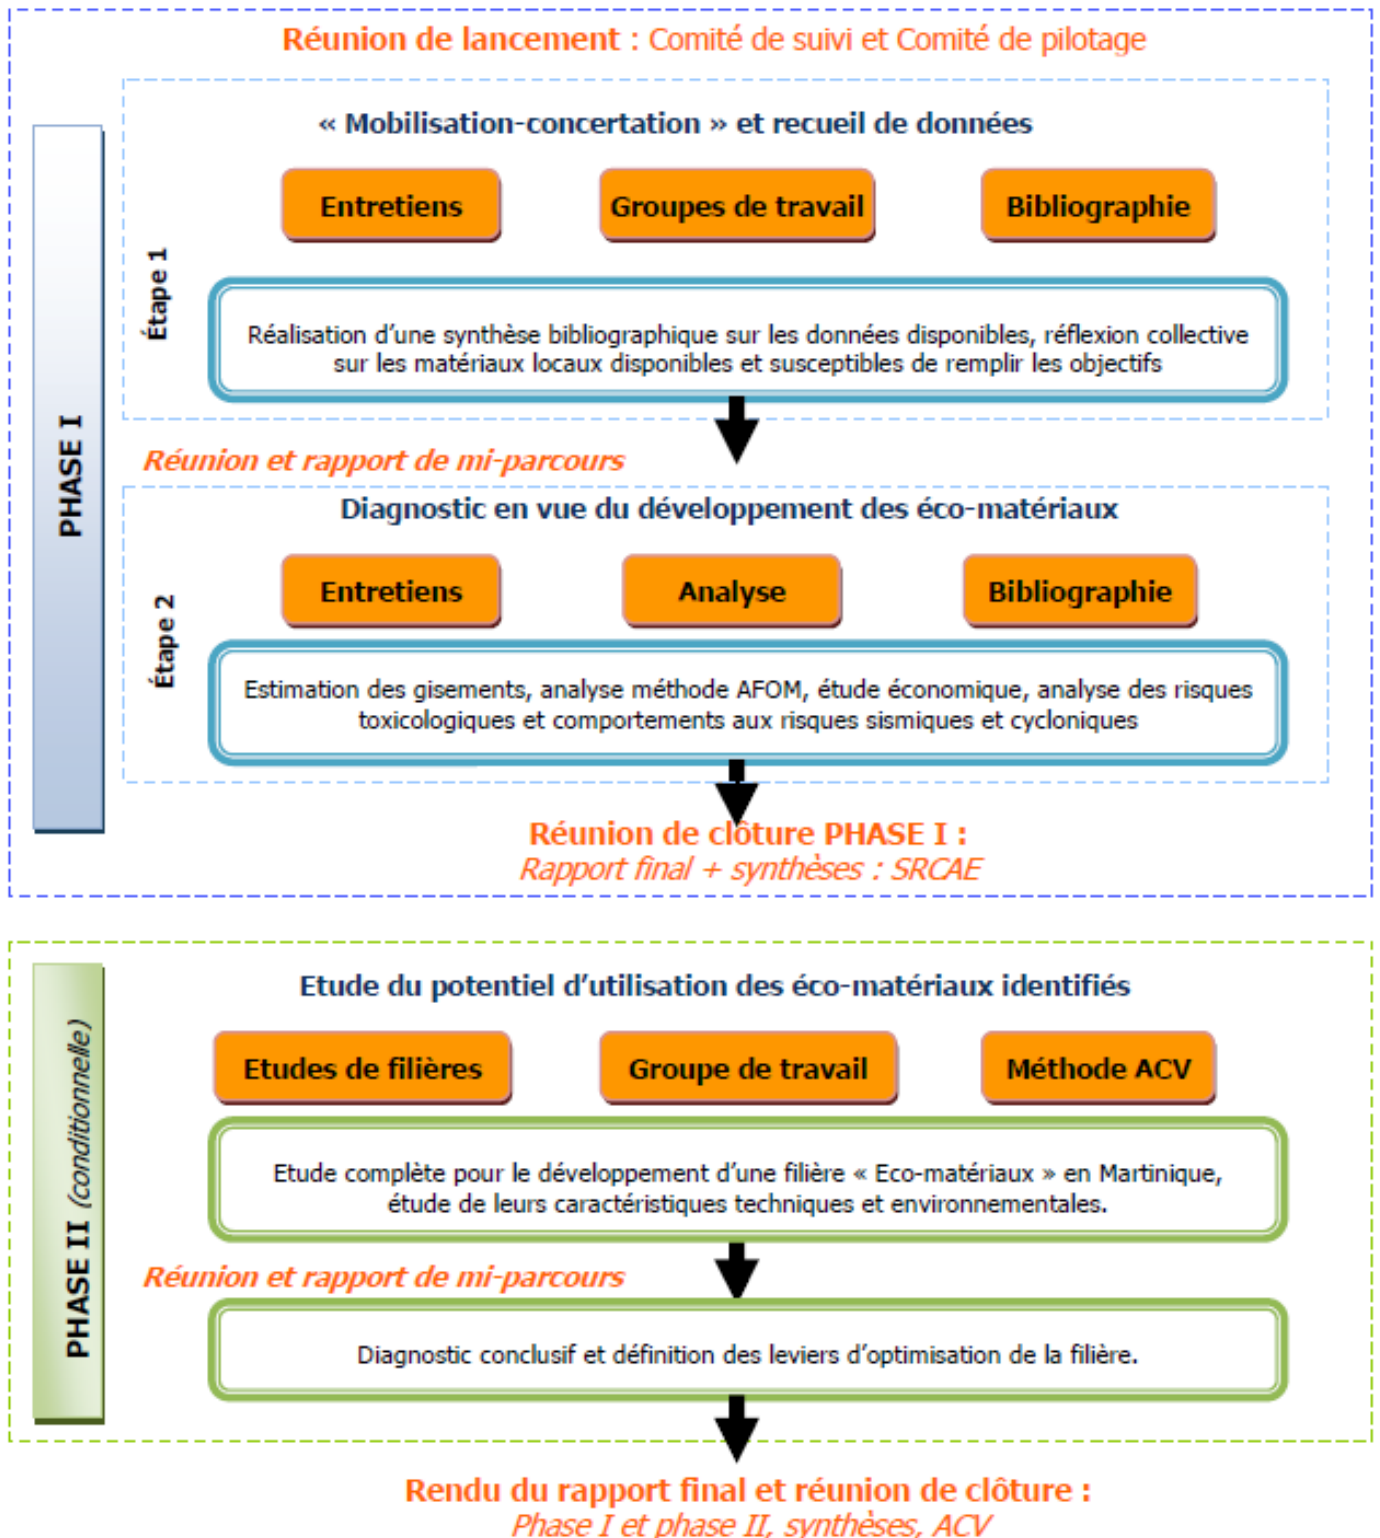 Réunion de lancement : Comité de suivi et Comité de pilotage
« Mobilisation-concertation » et recueil de données
Entretiens
Groupes de travail
Bibliographie
Étape 1
Réalisation d’une synthèse bibliographique sur les données disponibles, réflexion collective
sur les matériaux locaux disponibles et susceptibles de remplir les objectifs
PHASE I
Réunion et rapport de mi-parcours
Diagnostic en vue du développement des éco-matériaux
Entretiens
Analyse
Bibliographie
Étape 2
Estimation des gisements, analyse méthode AFOM, étude économique, analyse des risques
toxicologiques et comportements aux risques sismiques et cycloniques
Réunion de clôture PHASE I :
Rapport final + synthèses : SRCAE
Etude du potentiel d’utilisation des éco-matériaux identifiés
Etudes de filières
Groupe de travail
Méthode ACV
PHASE II (conditionnelle)
Etude complète pour le développement d’une filière « Eco-matériaux » en Martinique,
étude de leurs caractéristiques techniques et environnementales.
Réunion et rapport de mi-parcours
Diagnostic conclusif et définition des leviers d’optimisation de la filière.
Rendu du rapport final et réunion de clôture :
Phase I et phase II, synthèses, ACV